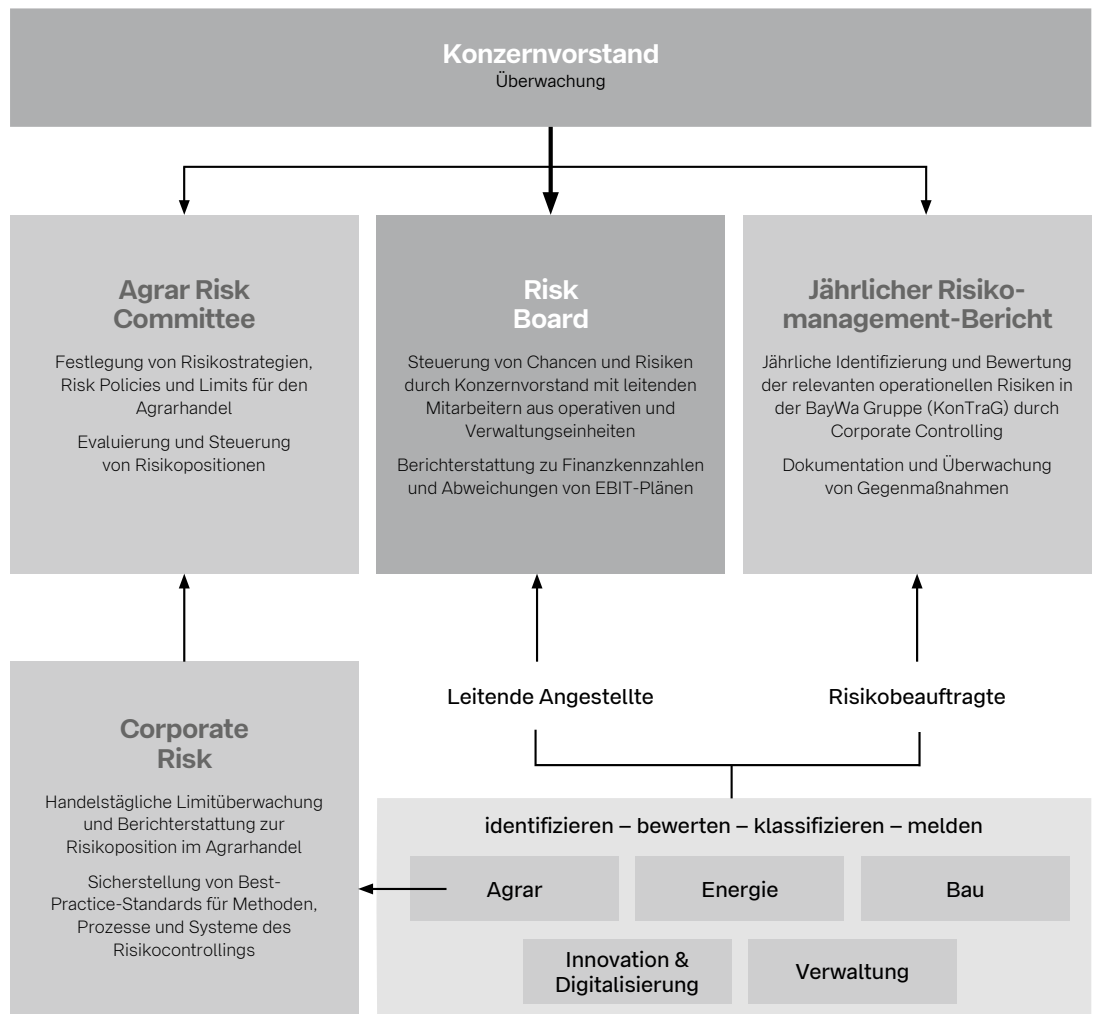 Konzernvorstand
Überwachung
Agrar Risk
Committee
Festlegung von Risikostrategien,
Risk Policies und Limits für den
Agrarhandel
Evaluierung und Steuerung
von Risikopositionen
Risk
Board
Steuerung von Chancen und Risiken
durch Konzernvorstand mit leitenden
Mitarbeitern aus operativen und
Verwaltungseinheiten
Berichterstattung zu Finanzkennzahlen
und Abweichungen von EBIT-Plänen
Jährlicher Risiko-
management-Bericht
Jährliche Identifizierung und Bewertung
der relevanten operationellen Risiken in
der BayWa Gruppe (KonTraG) durch
Corporate Controlling
Dokumentation und Überwachung
von Gegenmaßnahmen
Leitende Angestellte
Risikobeauftragte
Corporate
Risk
Handelstägliche Limitüberwachung
und Berichterstattung zur
Risikoposition im Agrarhandel
Sicherstellung von Best-
Practice-Standards für Methoden,
Prozesse und Systeme des
Risikocontrollings
identifizieren – bewerten – klassifizieren – melden
Agrar
Energie
Bau
Innovation &
Digitalisierung
Verwaltung